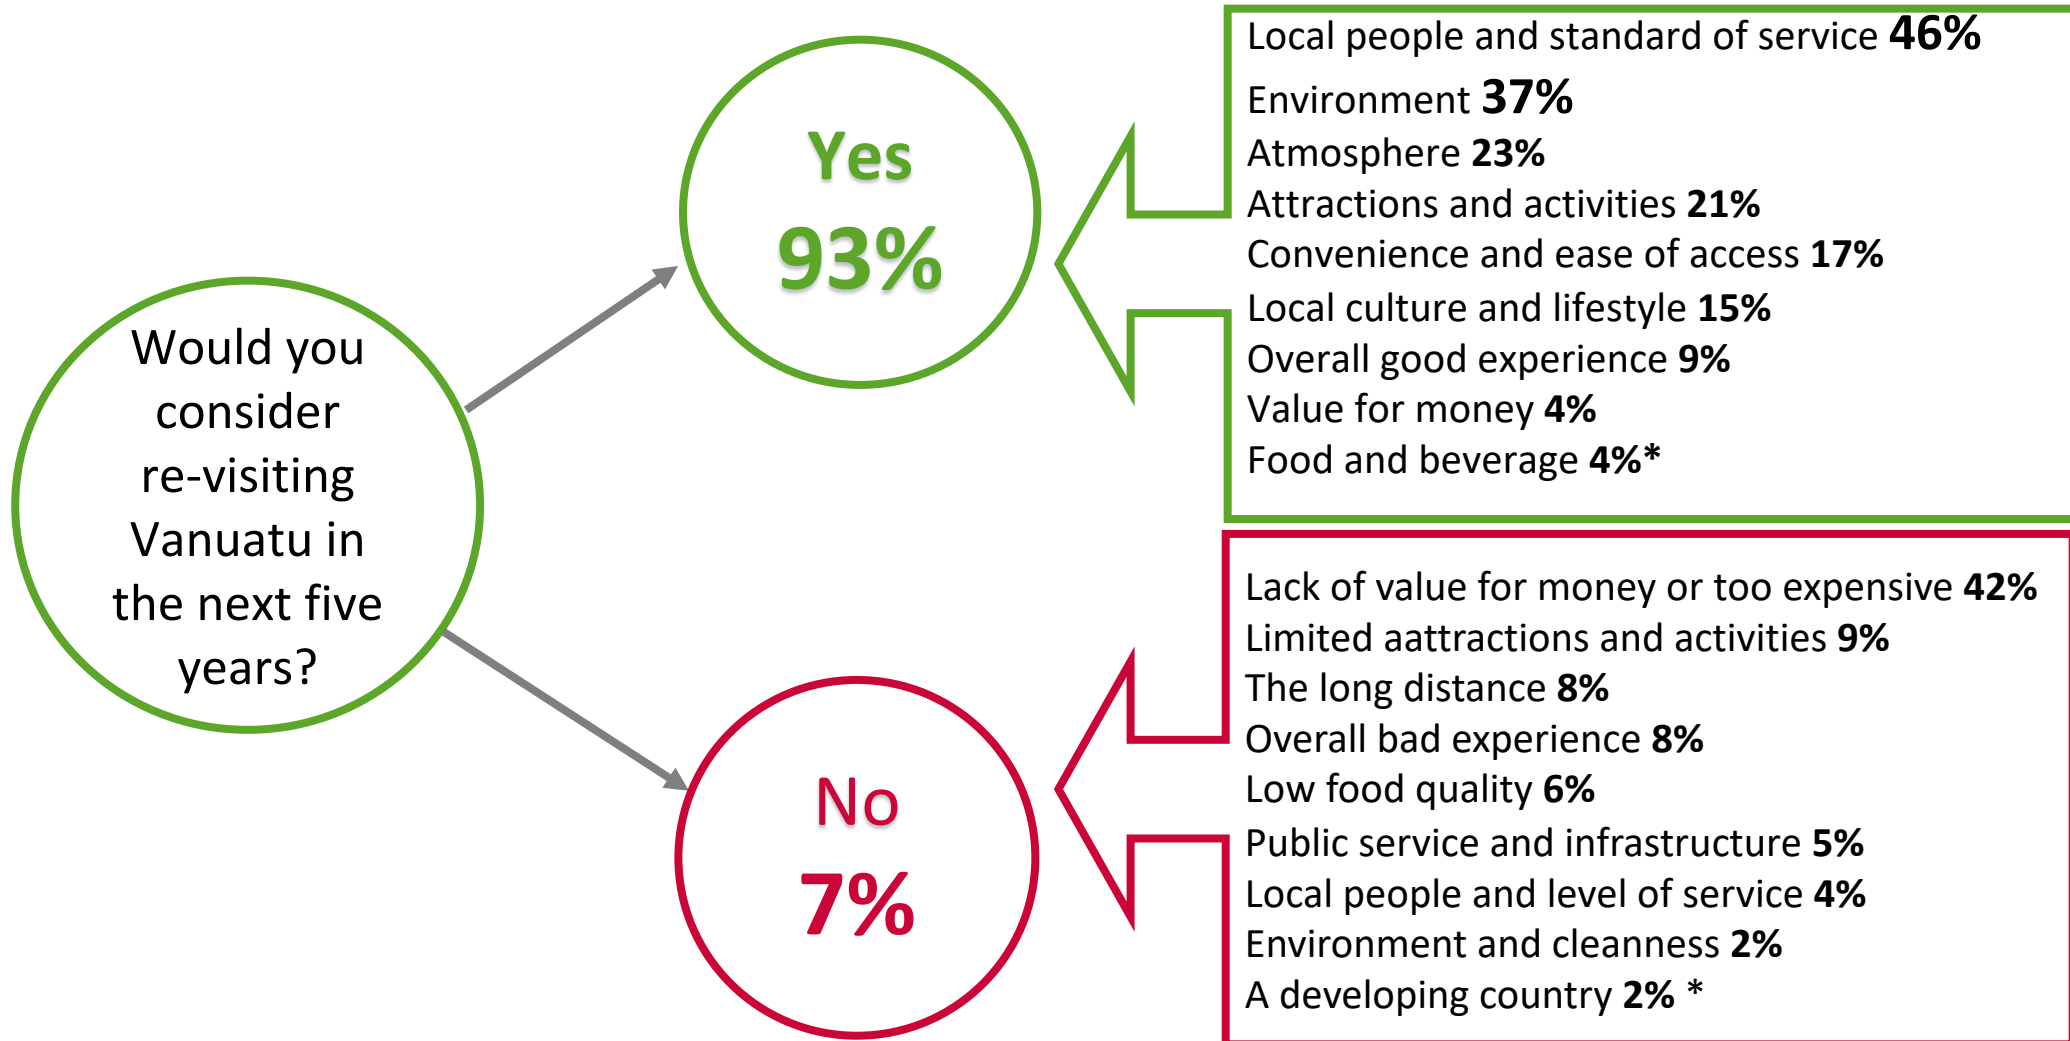 Would you
consider
re-visiting
Vanuatu in
the next five
years?
Yes
93%
Local people and standard of service 46%
Environment 37%
Atmosphere 23%
Attractions and activities 21%
Convenience and ease of access 17%
Local culture and lifestyle 15%
Overall good experience 9%
Value for money 4%
Food and beverage 4%*
No
7%
Lack of value for money or too expensive 42%
Limited aattractions and activities 9%
The long distance 8%
Overall bad experience 8%
Low food quality 6%
Public service and infrastructure 5%
Local people and level of service 4%
Environment and cleanness 2%
A developing country 2% *